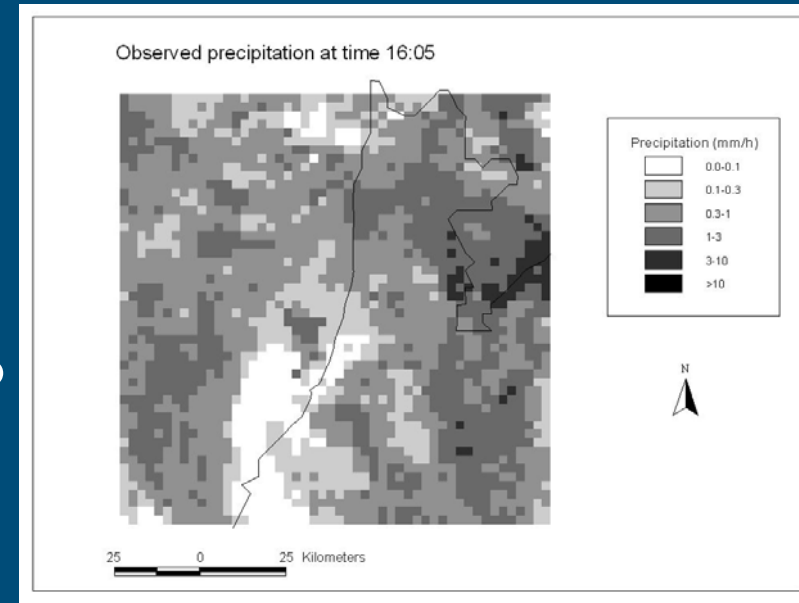 Observed precipitation at time 16:05
Precipitation (mm/h)
0.0-0.1
0.1-0.3
0.3-1
1-3
3-10
>10
N
25 0 25 Kilometers